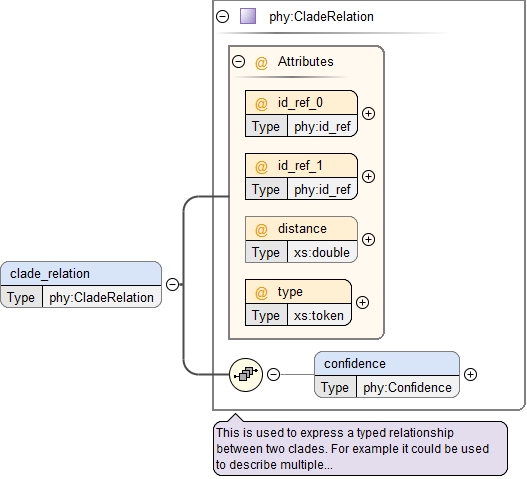 phy:CladeRelation
@ Attributes
@ id_ref_0
Type phy:id_ref
@ id_ref_1
Type phy:id_ref
@ distance
Type xs:double
@ type
Type xs:token
clade_relation
Type phy:CladeRelation
confidence
Type phy:Confidence
This is used to express a typed relationship
between two clades. For example it could be used
to describe multiple...